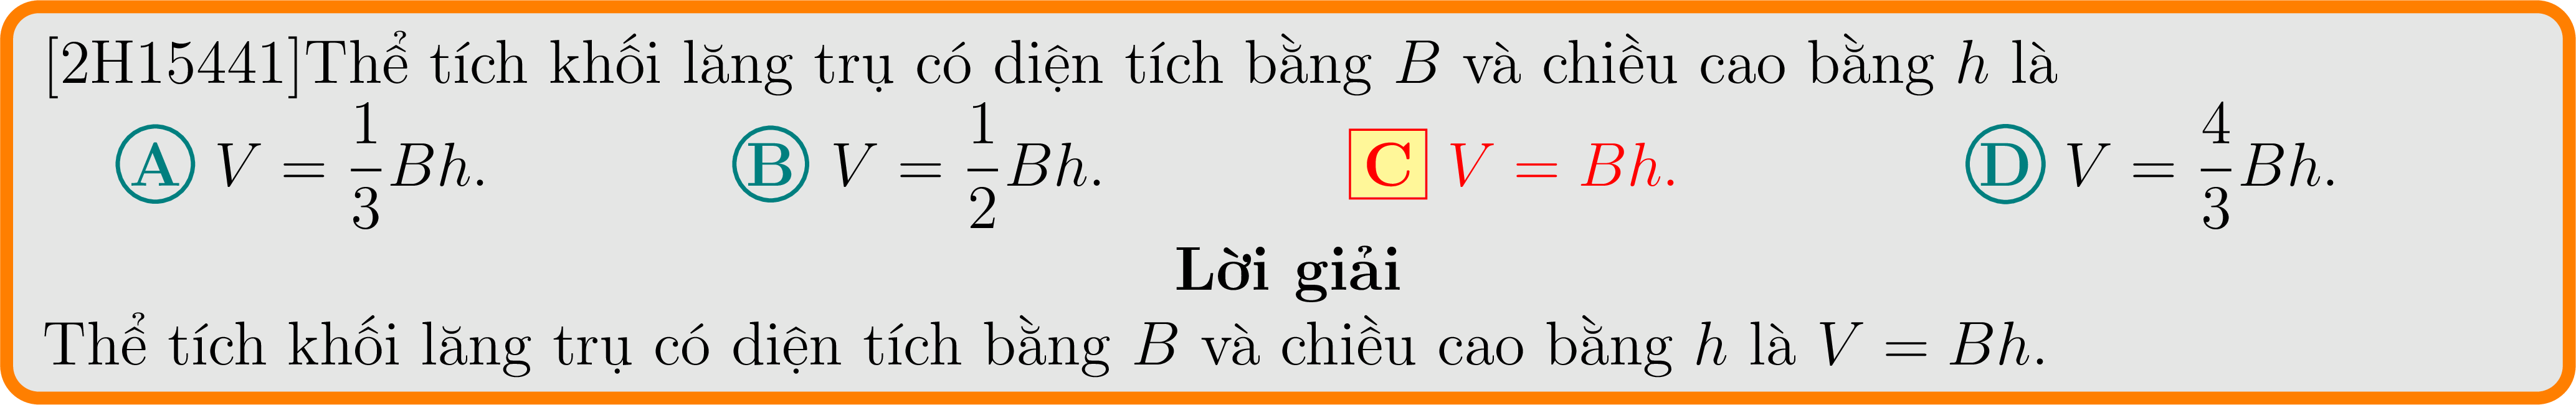 [2H15441]Thể tích khối lăng trụ có diện tích bằng B và chiều cao bằng h là
A V = \frac{1}{3}Bh. B V = \frac{1}{2}Bh. C V = Bh. D V = \frac{4}{3}Bh.
Lời giải
Thể tích khối lăng trụ có diện tích bằng B và chiều cao bằng h là V = Bh.